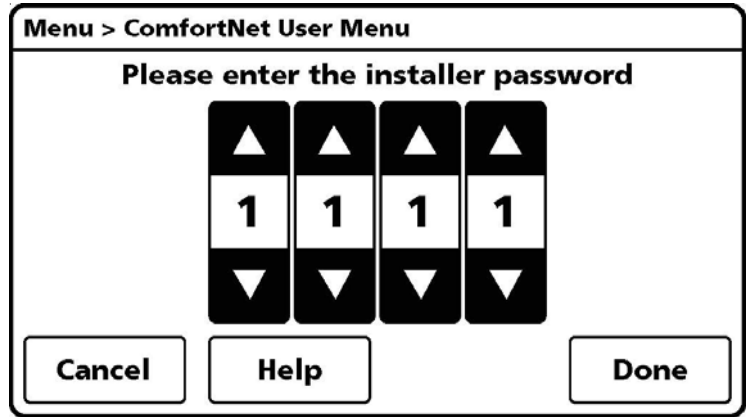 Menu > ComfortNet User Menu
Please enter the installer password
1 1 1 1
Cancel Help Done